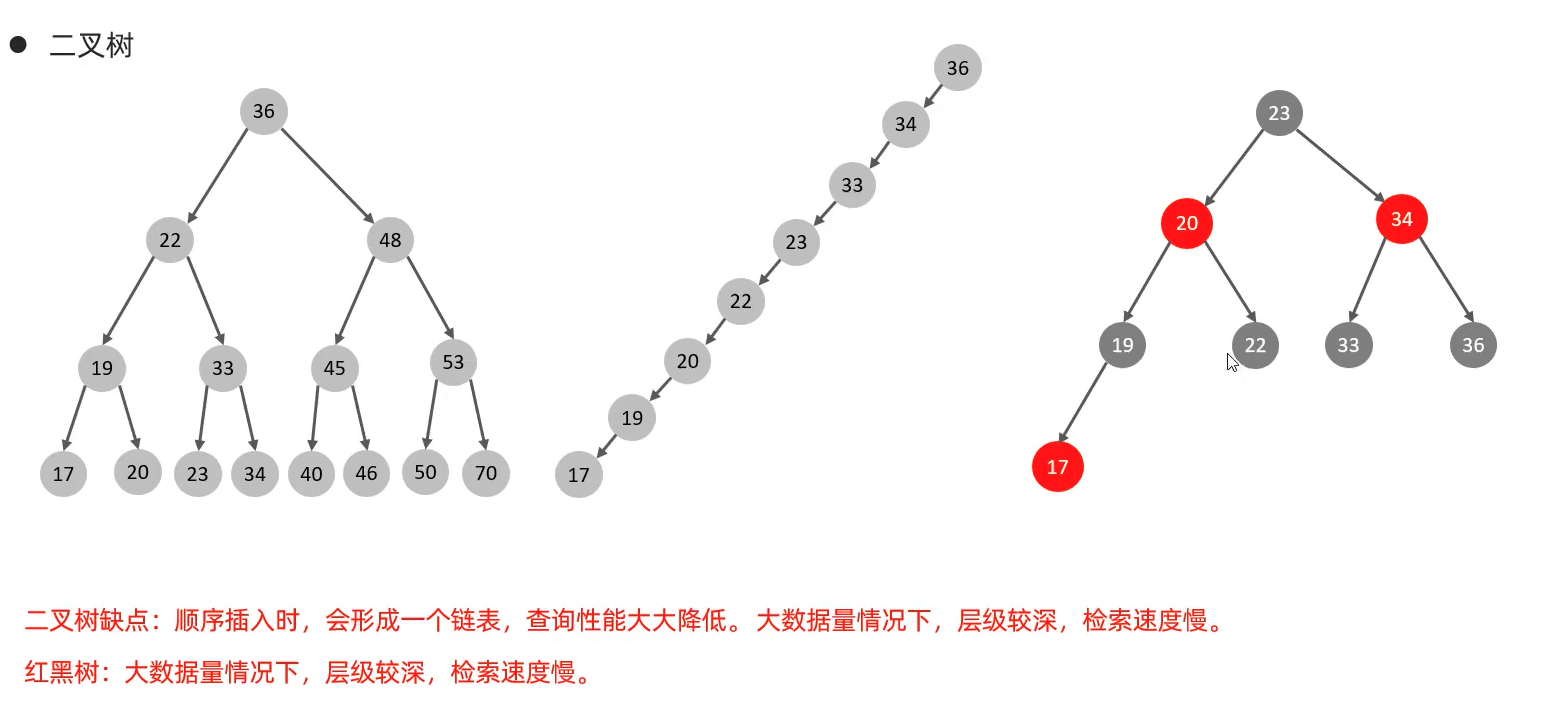 ● 二叉树
36
22 48
19 33 45 53
17 20 23 34 40 46 50 70
36
34
33
23
22
20
19
17
23
20 34
19 22 33 36
17
二叉树缺点：顺序插入时，会形成一个链表，查询性能大大降低。大数据量情况下，层级较深，检索速度慢。
红黑树：大数据量情况下，层级较深，检索速度慢。